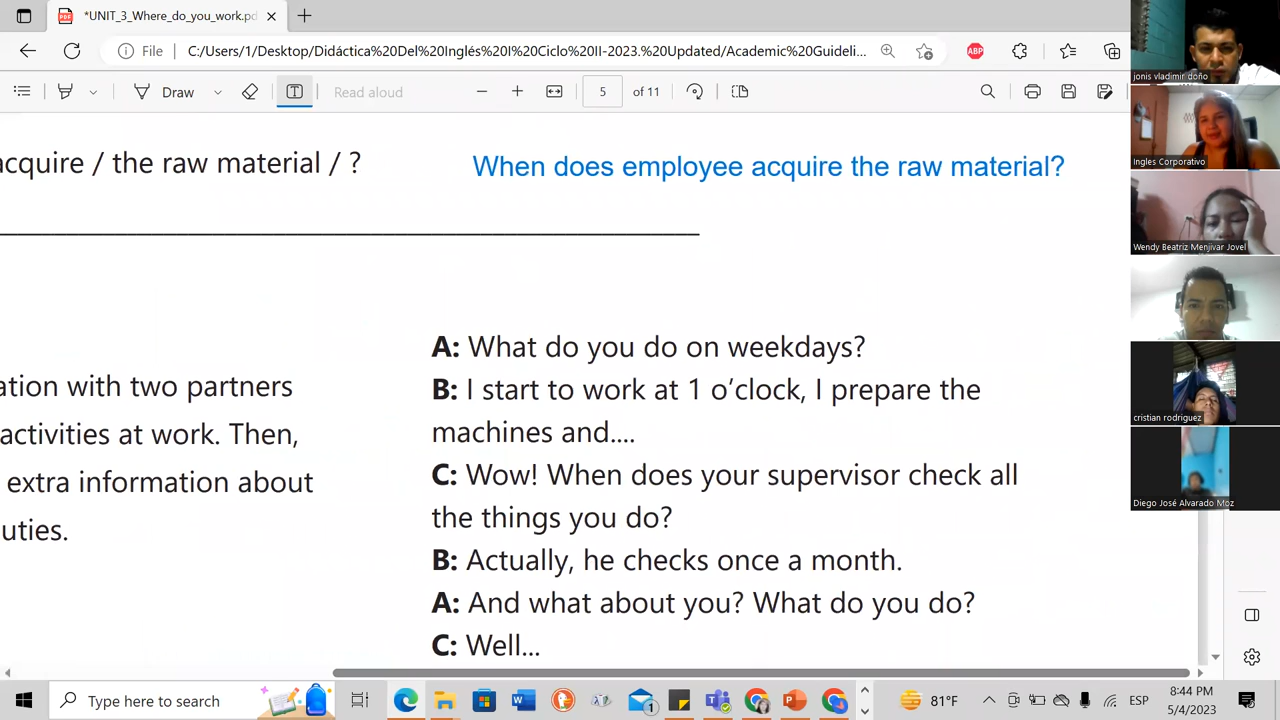 *UNIT_3_Where_do_you_work.pd
File
C:/Users/1/Desktop/Didáctica%20Del%20Inglés%20I%20Ciclo%20II-2023.%20Updated/Academic%20Guideli...
ABP
Draw
Read aloud
5
of 11
acquire / the raw material / ?
When does employee acquire the raw material?
A: What do you do on weekdays?
B: I start to work at 1 o’clock, I prepare the
machines and....
C: Wow! When does your supervisor check all
the things you do?
B: Actually, he checks once a month.
A: And what about you? What do you do?
C: Well...
ation with two partners
activities at work. Then,
extra information about
uties.
jonis vladimir doño
Ingles Corporativo
Wendy Beatriz Menjivar Jovel
cristian rodriguez
Diego José Alvarado Moz
Type here to search
81°F
ESP
8:44 PM
5/4/2023